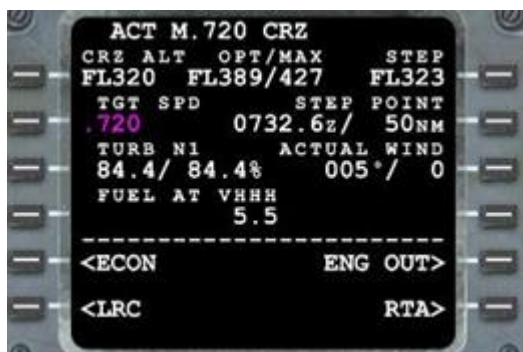 ACT M.720 CRZ
CRZ ALT OPT/MAX STEP
FL320 FL389/427 FL323
TGT SPD STEP POINT
.720 0732.6z/ 50NM
TURB N1 ACTUAL WIND
84.4/ 84.4% 005°/ 0
FUEL AT VHHH
5.5
--------------------------------
<ECON ENG OUT>
<LRC RTA>